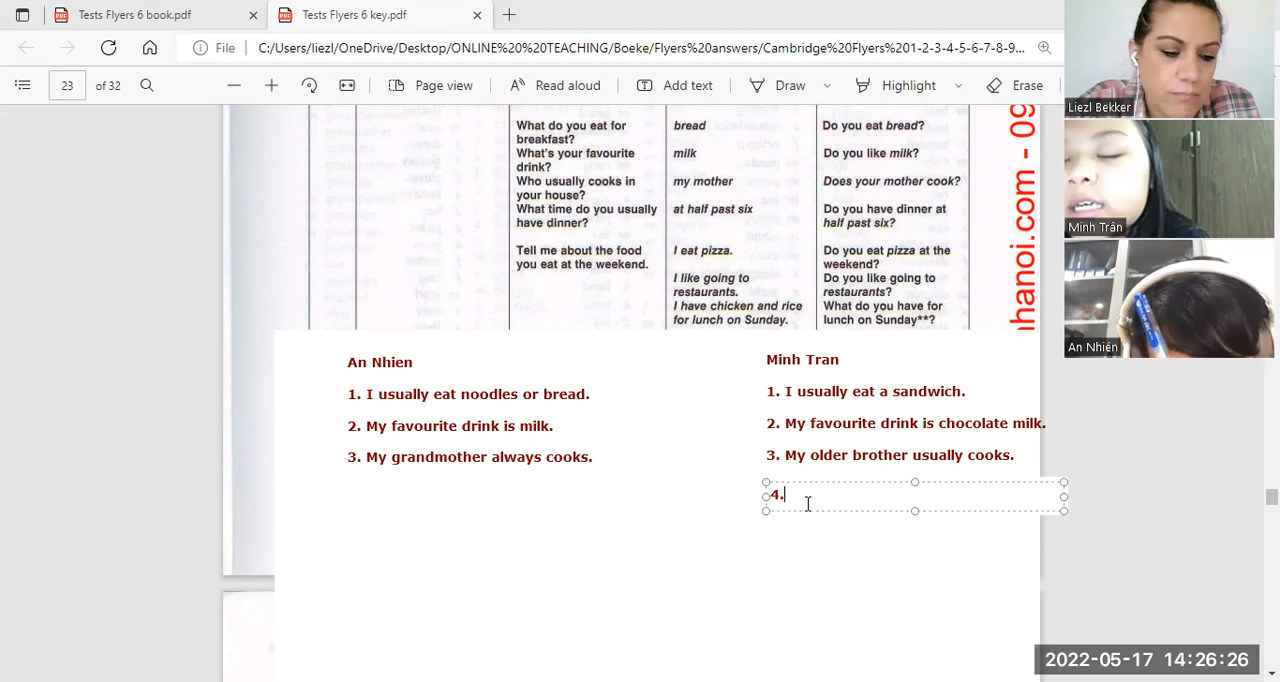 Tests Flyers 6 book.pdf
Tests Flyers 6 key.pdf
File
C:/Users/liezl/OneDrive/Desktop/ONLINE%20%20TEACHING/Boeke/Flyers%20answers/Cambridge%20Flyers%201-2-3-4-5-6-7-8-9...
23 of 32
Page view
Read aloud
Add text
Draw
Highlight
Erase
What do you eat for breakfast?
bread
Do you eat bread?
What's your favourite drink?
milk
Do you like milk?
Who usually cooks in your house?
my mother
Does your mother cook?
What time do you usually have dinner?
at half past six
Do you have dinner at half past six?
Tell me about the food you eat at the weekend.
I eat pizza.
Do you eat pizza at the weekend?
I like going to restaurants.
Do you like going to restaurants?
I have chicken and rice for lunch on Sunday.
What do you have for lunch on Sunday**?
nhanoi.com - 09
An Nhien
1. I usually eat noodles or bread.
2. My favourite drink is milk.
3. My grandmother always cooks.
Minh Tran
1. I usually eat a sandwich.
2. My favourite drink is chocolate milk.
3. My older brother usually cooks.
4.
Liezl Bekker
Minh Trân
An Nhiện
2022-05-17 14:26:26